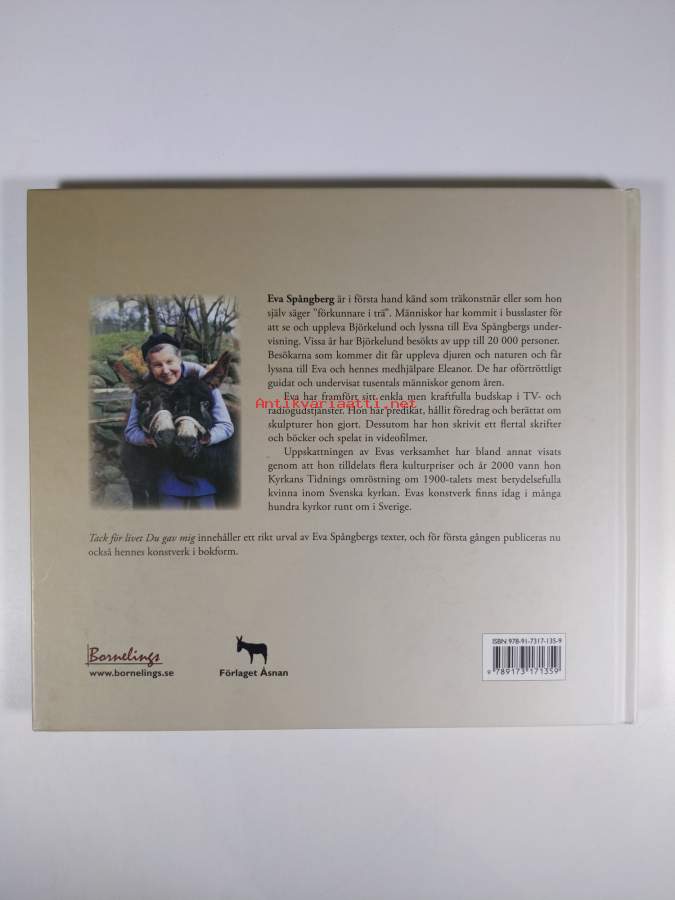 Eva Spångberg är i första hand känd som träkonstnär eller som hon
själv säger "förkunnare i trä". Människor har kommit i busslaster för
att se och uppleva Björkelund och lyssna till Eva Spångbergs under-
visning. Vissa år har Björkelund besökts av upp till 20 000 personer.
Besökarna som kommer dit får uppleva djuren och naturen och får
lyssna till Eva och hennes medhjälpare Eleanor. De har oförtröttligt
guidat och undervisat tusentals människor genom åren.
Eva har framfört sitt enkla men kraftfulla budskap i TV- och
Antikvariaatti.net
radiogudstjänster. Hon har predikat, hållit föredrag och berättat om
skulpturer hon gjort. Dessutom har hon skrivit ett flertal skrifter
och böcker och spelat in videofilmer.
Uppskattningen av Evas verksamhet har bland annat visats
genom att hon tilldelats flera kulturpriser och år 2000 vann hon
Kyrkans Tidnings omröstning om 1900-talets mest betydelsefulla
kvinna inom Svenska kyrkan. Evas konstverk finns idag i många
hundra kyrkor runt om i Sverige.
Tack för livet Du gav mig innehåller ett rikt urval av Eva Spångbergs texter, och för första gången publiceras nu
också hennes konstverk i bokform.
Bornelings
www.bornelings.se
Förlaget Åsnan
ISBN 978-91-7317-135-9
9 789173 171359